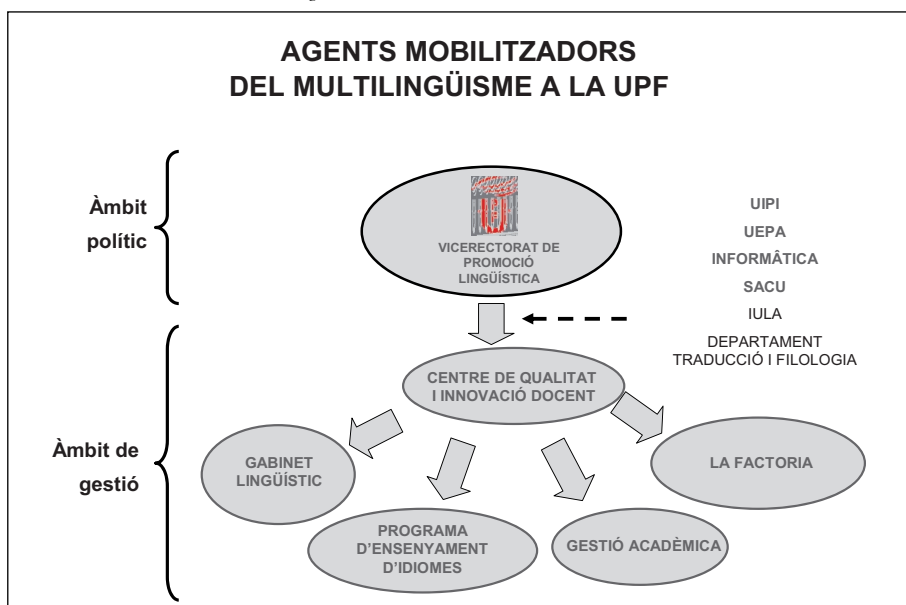 AGENTS MOBILITZADORS
DEL MULTILINGÜISME A LA UPF
Àmbit
polític
VICERECTORAT DE
PROMOCIÓ
LINGÜÍSTICA
UIPI
UEPA
INFORMÂTICA
SACU
IULA
DEPARTAMENT
TRADUCCIÓ I FILOLOGIA
CENTRE DE QUALITAT
I INNOVACIÓ DOCENT
Àmbit de
gestió
GABINET
LINGÜÍSTIC
LA FACTORIA
PROGRAMA
D’ENSENYAMENT
D’IDIOMES
GESTIÓ ACADÈMICA